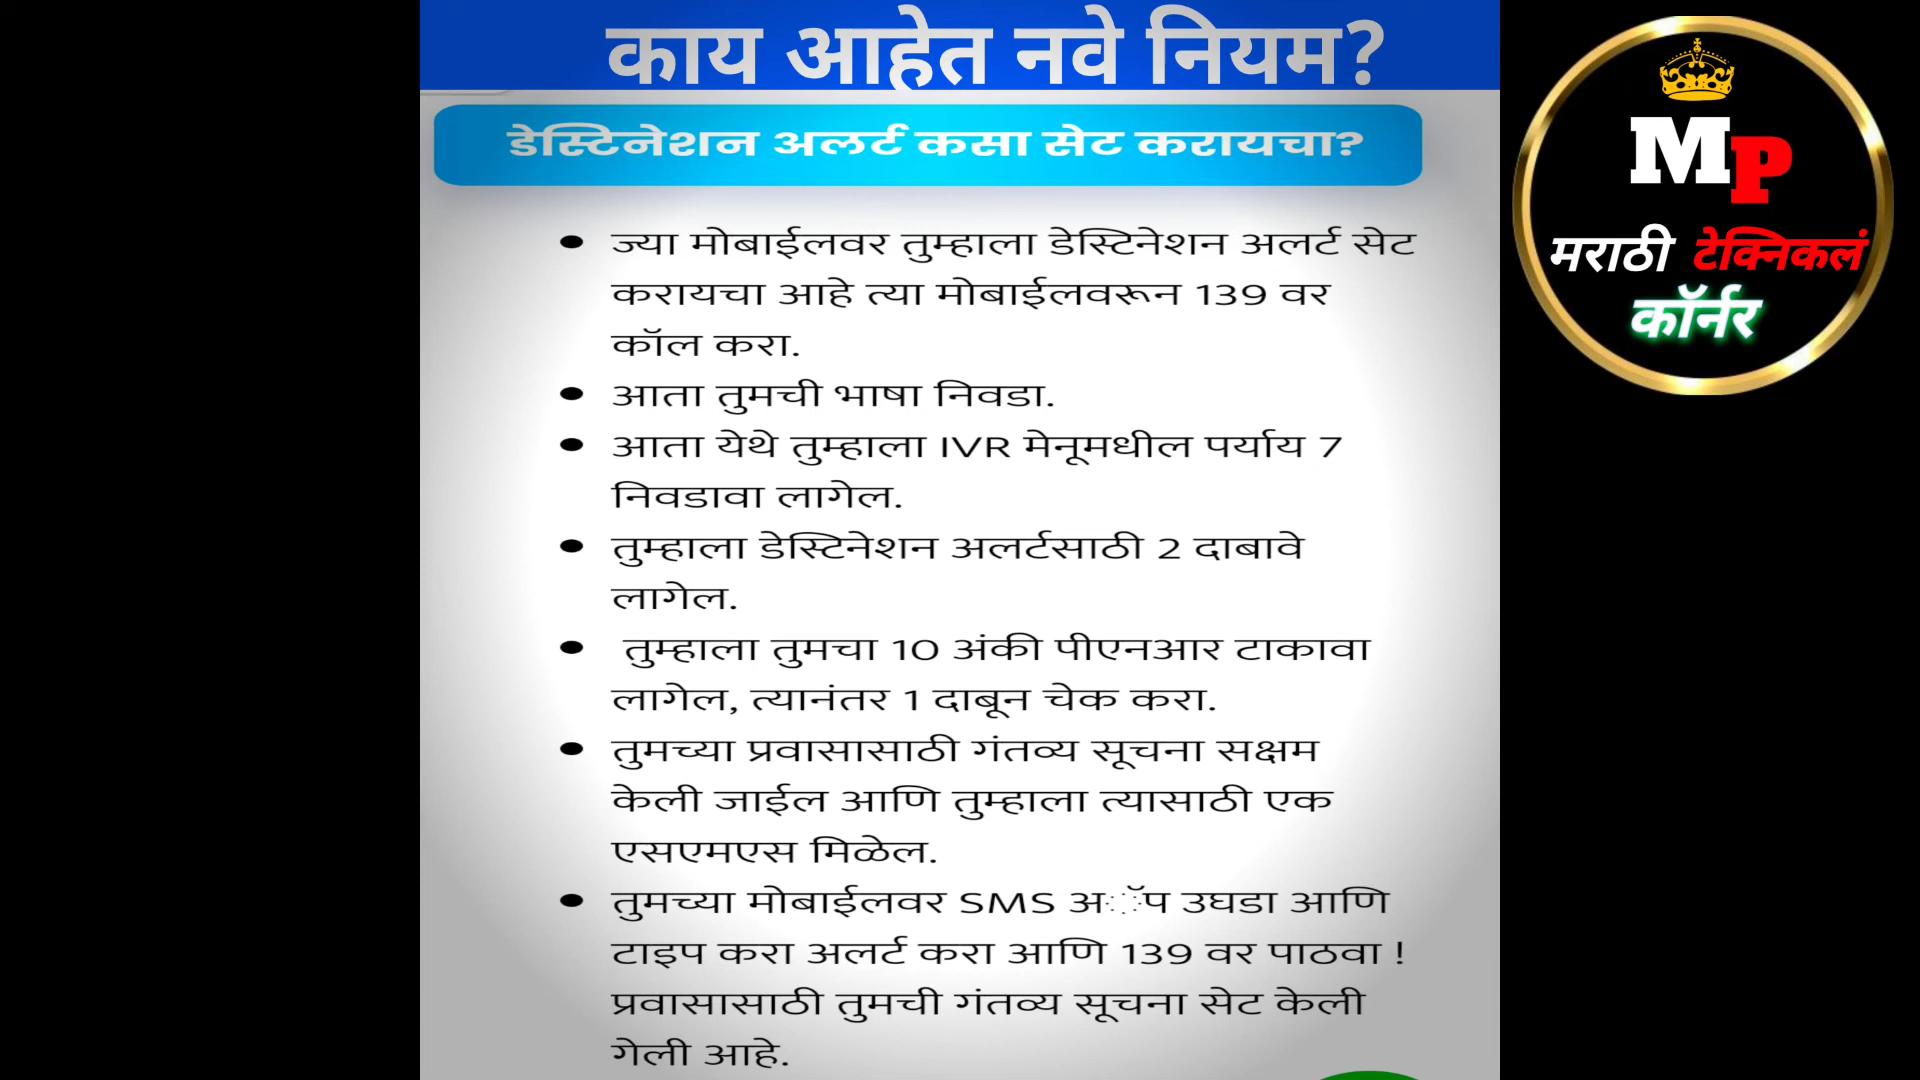 काय आहेत नवे नियम?
डेस्टिनेशन अलर्ट कसा सेट करायचा?
• ज्या मोबाईलवर तुम्हाला डेस्टिनेशन अलर्ट सेट
करायचा आहे त्या मोबाईलवरून 139 वर
कॉल करा.
• आता तुमची भाषा निवडा.
• आता येथे तुम्हाला IVR मेनूमधील पर्याय 7
निवडावा लागेल.
• तुम्हाला डेस्टिनेशन अलर्टसाठी 2 दाबावे
लागेल.
• तुम्हाला तुमचा 10 अंकी पीएनआर टाकावा
लागेल, त्यानंतर 1 दाबून चेक करा.
• तुमच्या प्रवासासाठी गंतव्य सूचना सक्षम
केली जाईल आणि तुम्हाला त्यासाठी एक
एसएमएस मिळेल.
• तुमच्या मोबाईलवर SMS अॅप उघडा आणि
टाइप करा अलर्ट करा आणि 139 वर पाठवा !
प्रवासासाठी तुमची गंतव्य सूचना सेट केली
गेली आहे.
MP
मराठी टेक्निकलं
कॉर्नर